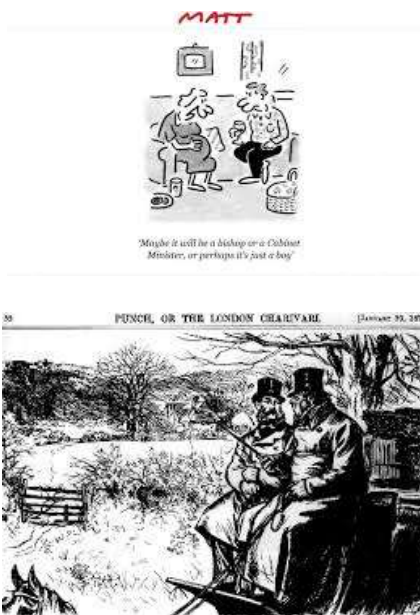 MATT
'Maybe it will be a bishop or a Cabinet
Minister, or perhaps it's just a boy'
PUNCH, OR THE LONDON CHARIVARI.